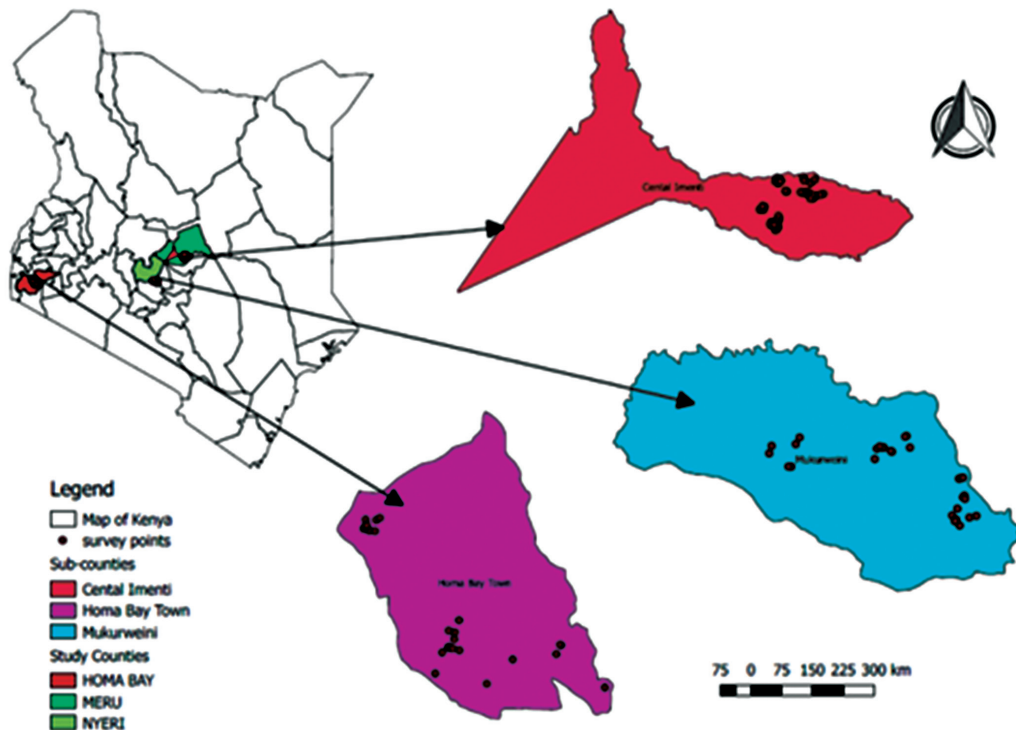 Cental Imenti
Mukurweini
Homa Bay Town
Legend
Map of Kenya
survey points
Sub-counties
Cental Imenti
Homa Bay Town
Mukurweini
Study Counties
HOMA BAY
MERU
NYERI
75 0 75 150 225 300 km